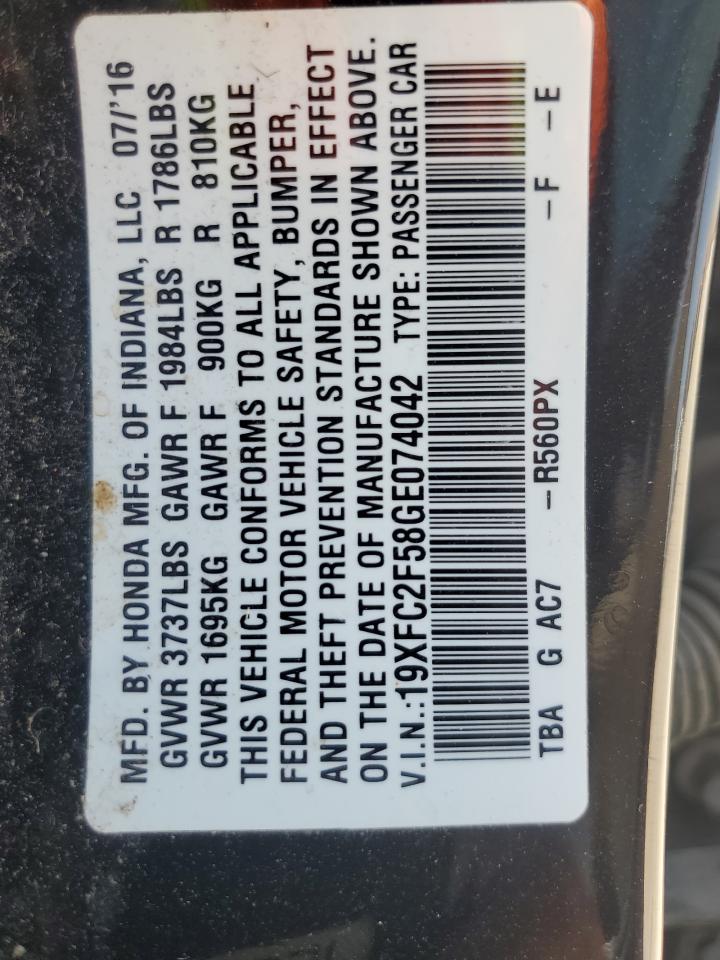 MFD. BY HONDA MFG. OF INDIANA, LLC 07/'16
GVWR 3737LBS GAWR F 1984LBS R 1786LBS
GVWR 1695KG GAWR F 900KG R 810KG
THIS VEHICLE CONFORMS TO ALL APPLICABLE
FEDERAL MOTOR VEHICLE SAFETY, BUMPER,
AND THEFT PREVENTION STANDARDS IN EFFECT
ON THE DATE OF MANUFACTURE SHOWN ABOVE.
V.I.N.:19XFC2F58GE074042 TYPE: PASSENGER CAR
TBA G AC7 -R560PX -F -E